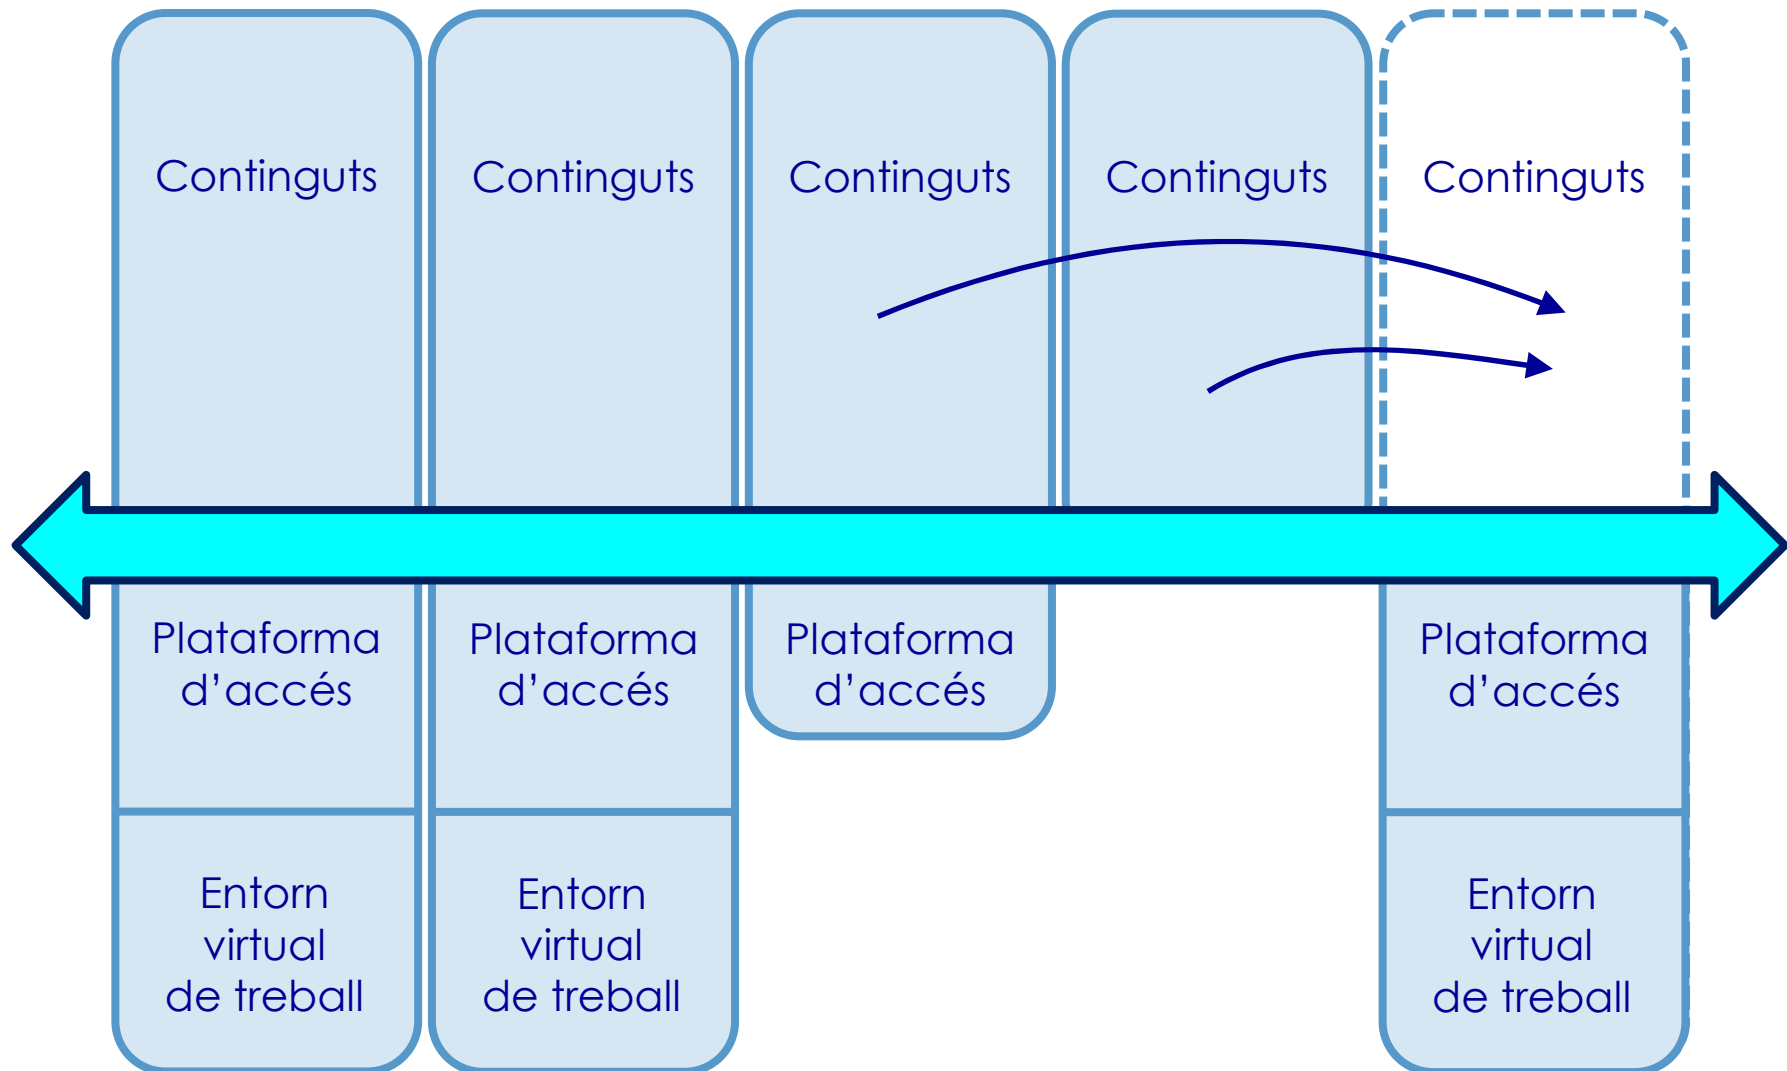 Continguts
Continguts
Continguts
Continguts
Continguts
Plataforma
d’accés
Plataforma
d’accés
Plataforma
d’accés
Plataforma
d’accés
Entorn
virtual
de treball
Entorn
virtual
de treball
Entorn
virtual
de treball